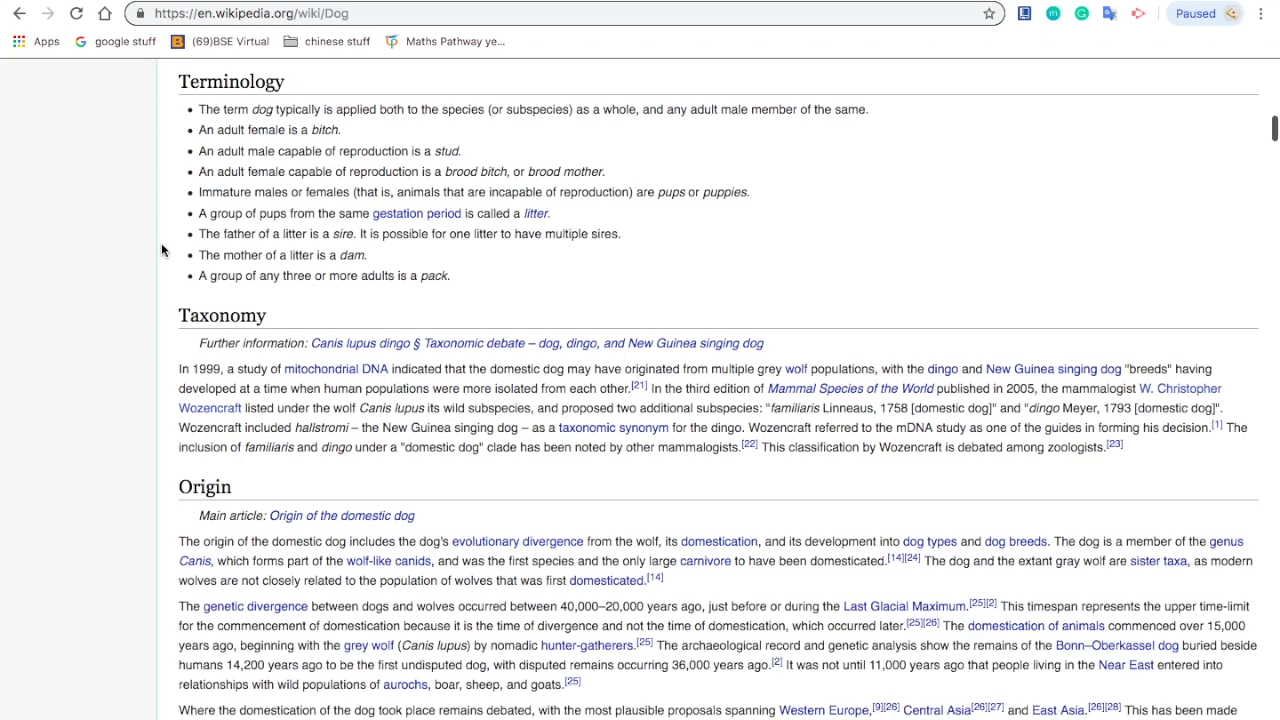 https://en.wikipedia.org/wiki/Dog
Paused
Apps
google stuff
(69)BSE Virtual
chinese stuff
Maths Pathway ye...
Terminology
• The term dog typically is applied both to the species (or subspecies) as a whole, and any adult male member of the same.
• An adult female is a bitch.
• An adult male capable of reproduction is a stud.
• An adult female capable of reproduction is a brood bitch, or brood mother.
• Immature males or females (that is, animals that are incapable of reproduction) are pups or puppies.
• A group of pups from the same gestation period is called a litter.
• The father of a litter is a sire. It is possible for one litter to have multiple sires.
• The mother of a litter is a dam.
• A group of any three or more adults is a pack.
Taxonomy
Further information: Canis lupus dingo § Taxonomic debate – dog, dingo, and New Guinea singing dog
In 1999, a study of mitochondrial DNA indicated that the domestic dog may have originated from multiple grey wolf populations, with the dingo and New Guinea singing dog "breeds" having
developed at a time when human populations were more isolated from each other.[21] In the third edition of Mammal Species of the World published in 2005, the mammalogist W. Christopher
Wozencraft listed under the wolf Canis lupus its wild subspecies, and proposed two additional subspecies: "familiaris Linneaus, 1758 [domestic dog]" and "dingo Meyer, 1793 [domestic dog]".
Wozencraft included hallstromi – the New Guinea singing dog – as a taxonomic synonym for the dingo. Wozencraft referred to the mDNA study as one of the guides in forming his decision.[1] The
inclusion of familiaris and dingo under a "domestic dog" clade has been noted by other mammalogists.[22] This classification by Wozencraft is debated among zoologists.[23]
Origin
Main article: Origin of the domestic dog
The origin of the domestic dog includes the dog's evolutionary divergence from the wolf, its domestication, and its development into dog types and dog breeds. The dog is a member of the genus
Canis, which forms part of the wolf-like canids, and was the first species and the only large carnivore to have been domesticated.[14][24] The dog and the extant gray wolf are sister taxa, as modern
wolves are not closely related to the population of wolves that was first domesticated.[14]
The genetic divergence between dogs and wolves occurred between 40,000–20,000 years ago, just before or during the Last Glacial Maximum.[25][2] This timespan represents the upper time-limit
for the commencement of domestication because it is the time of divergence and not the time of domestication, which occurred later.[25][26] The domestication of animals commenced over 15,000
years ago, beginning with the grey wolf (Canis lupus) by nomadic hunter-gatherers.[25] The archaeological record and genetic analysis show the remains of the Bonn–Oberkassel dog buried beside
humans 14,200 years ago to be the first undisputed dog, with disputed remains occurring 36,000 years ago.[2] It was not until 11,000 years ago that people living in the Near East entered into
relationships with wild populations of aurochs, boar, sheep, and goats.[25]
Where the domestication of the dog took place remains debated, with the most plausible proposals spanning Western Europe,[9][26] Central Asia[26][27] and East Asia.[26][28] This has been made